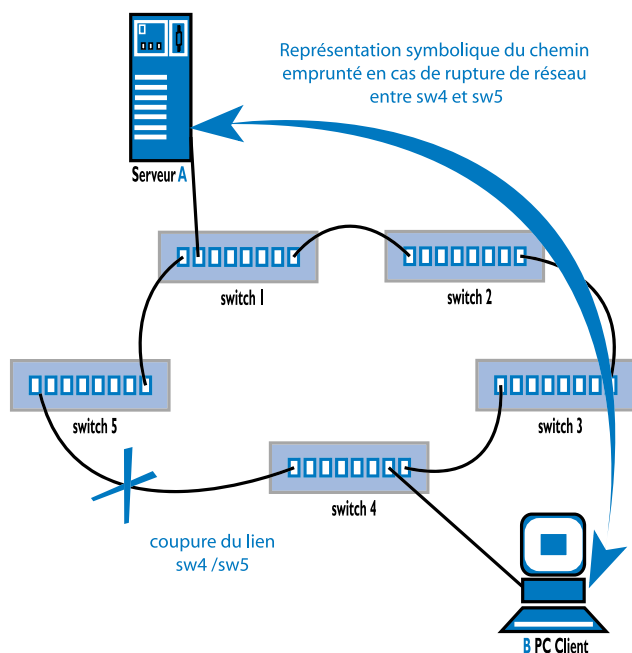 Représentation symbolique du chemin
emprunté en cas de rupture de réseau
entre sw4 et sw5
Serveur A
switch 1
switch 2
switch 5
switch 3
switch 4
coupure du lien
sw4 /sw5
B PC Client